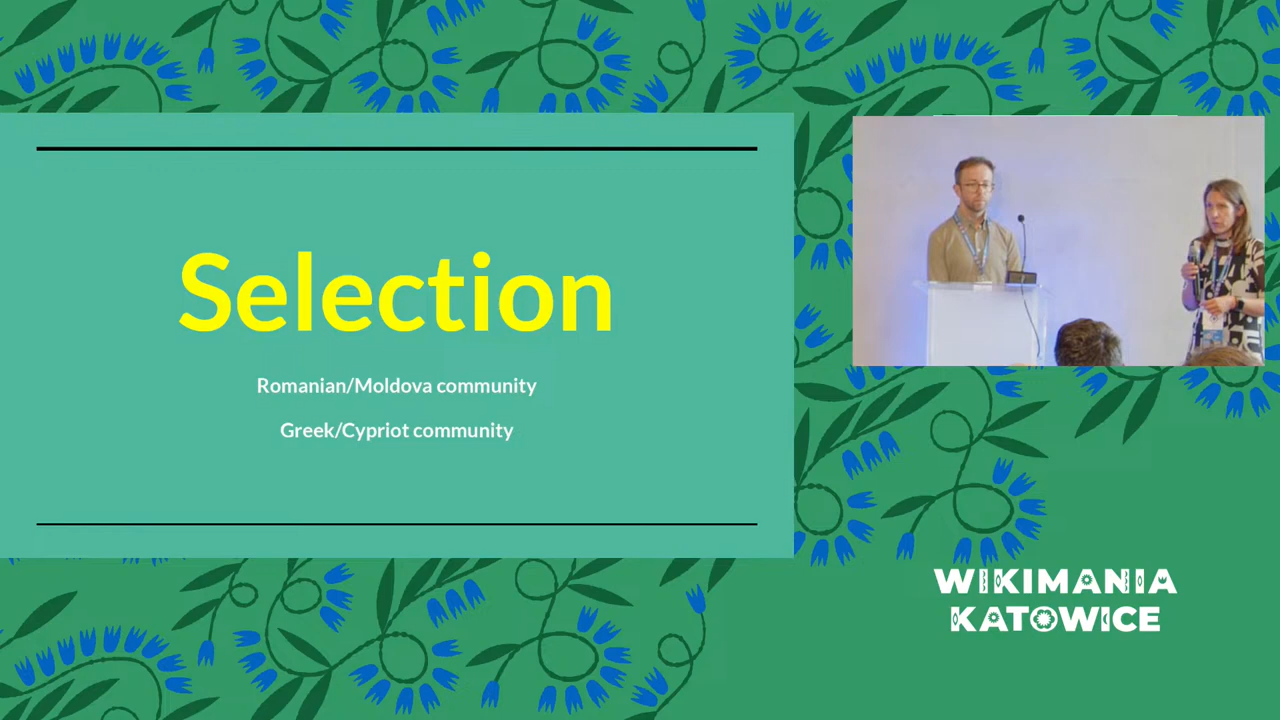 Selection
Romanian/Moldova community
Greek/Cypriot community
WIKIMANIA
KATOWICE